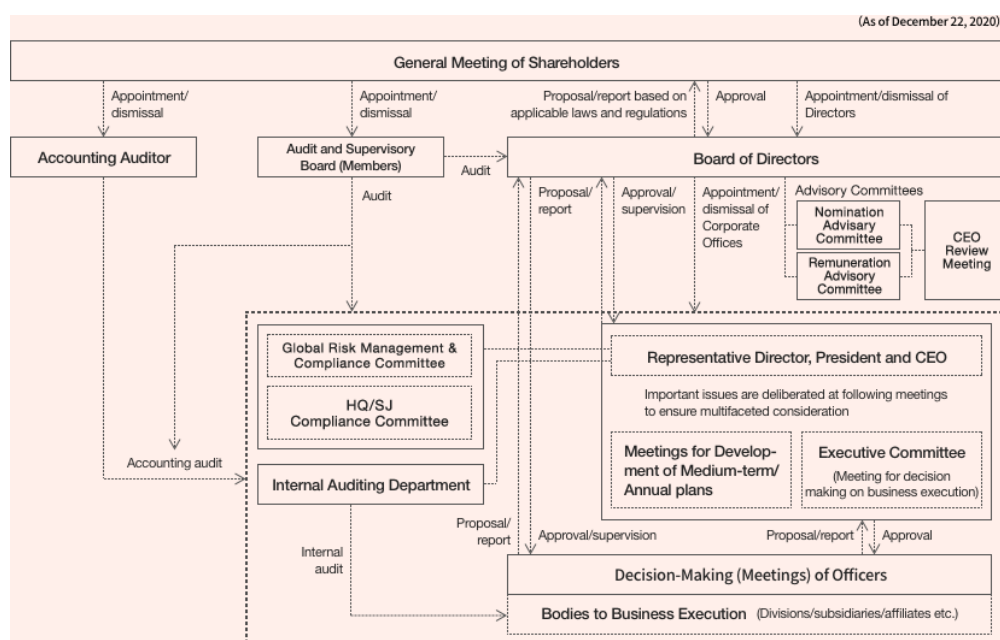 (As of December 22, 2020)
General Meeting of Shareholders
Appointment/
dismissal
Appointment/
dismissal
Proposal/report based on
applicable laws and regulations
Approval
Appointment/dismissal of
Directors
Accounting Auditor
Audit and Supervisory
Board (Members)
Audit
Board of Directors
Audit
Proposal/
report
Approval/
supervision
Appointment/
dismissal of
Corporate
Offices
Advisory Committees
Nomination
Advisary
Committee
Remuneration
Advisory
Committee
CEO
Review
Meeting
Global Risk Management &
Compliance Committee
HQ/SJ
Compliance Committee
Representative Director, President and CEO
Important issues are deliberated at following meetings
to ensure multifaceted consideration
Meetings for Develop-
ment of Medium-term/
Annual plans
Executive Committee
(Meeting for decision
making on business execution)
Accounting audit
Internal Auditing Department
Proposal/
report
Approval/supervision
Proposal/report
Approval
Internal
audit
Decision-Making (Meetings) of Officers
Bodies to Business Execution (Divisions/subsidiaries/affiliates etc.)